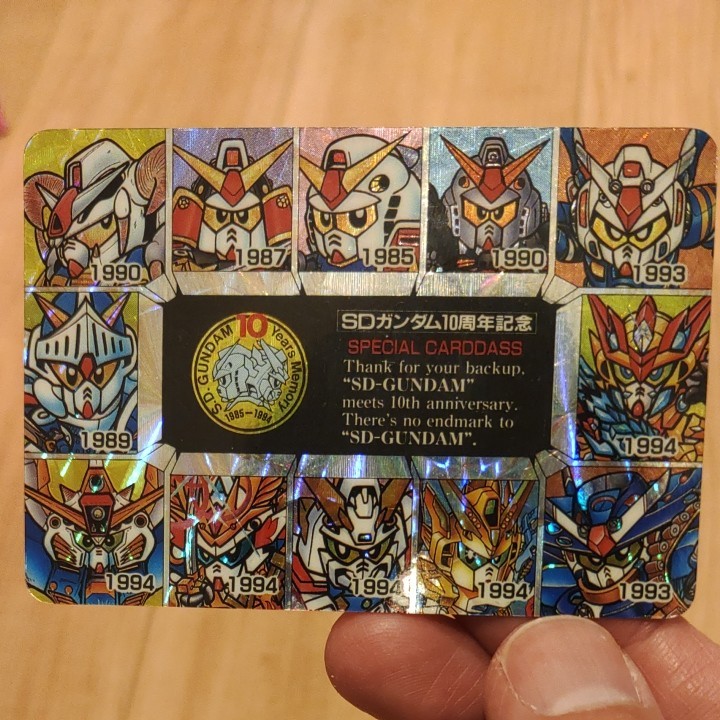 1990
1987
1985
1990
1993
1989
S.D. GUNDAM 10 Years Memory
1985-1994
SDガンダム10周年記念
SPECIAL CARDDASS
Thank for your backup.
“SD-GUNDAM”
meets 10th anniversary.
There's no endmark to
“SD-GUNDAM”.
1994
1994
1994
1994
1994
1993